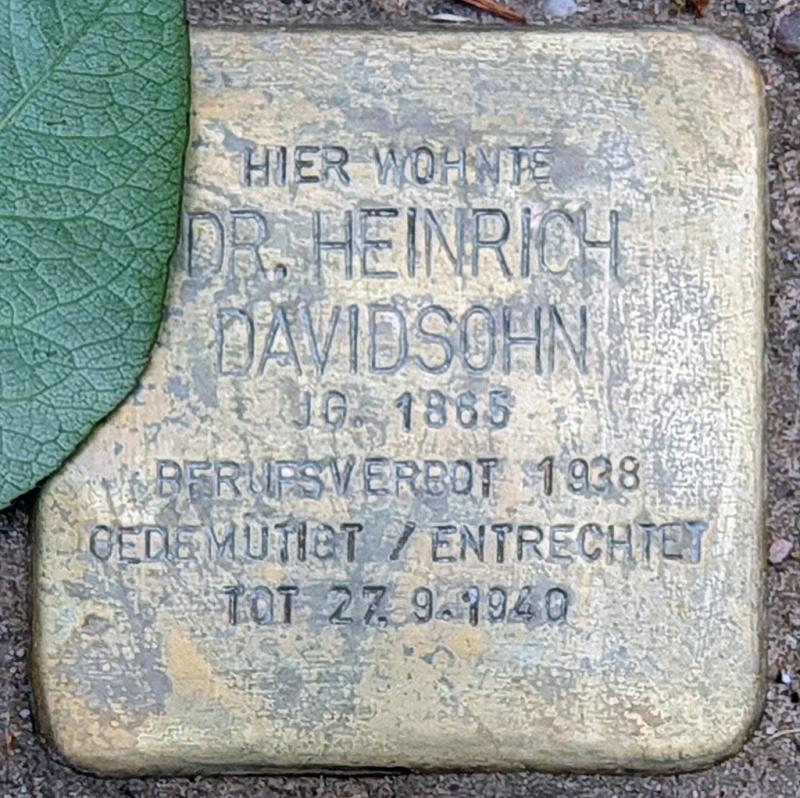 HIER WOHNTE
DR. HEINRICH
DAVIDSOHN
JG. 1865
BERUFSVERBOT 1938
GEDEMÜTIGT / ENTRECHTET
TOT 27.9.1940